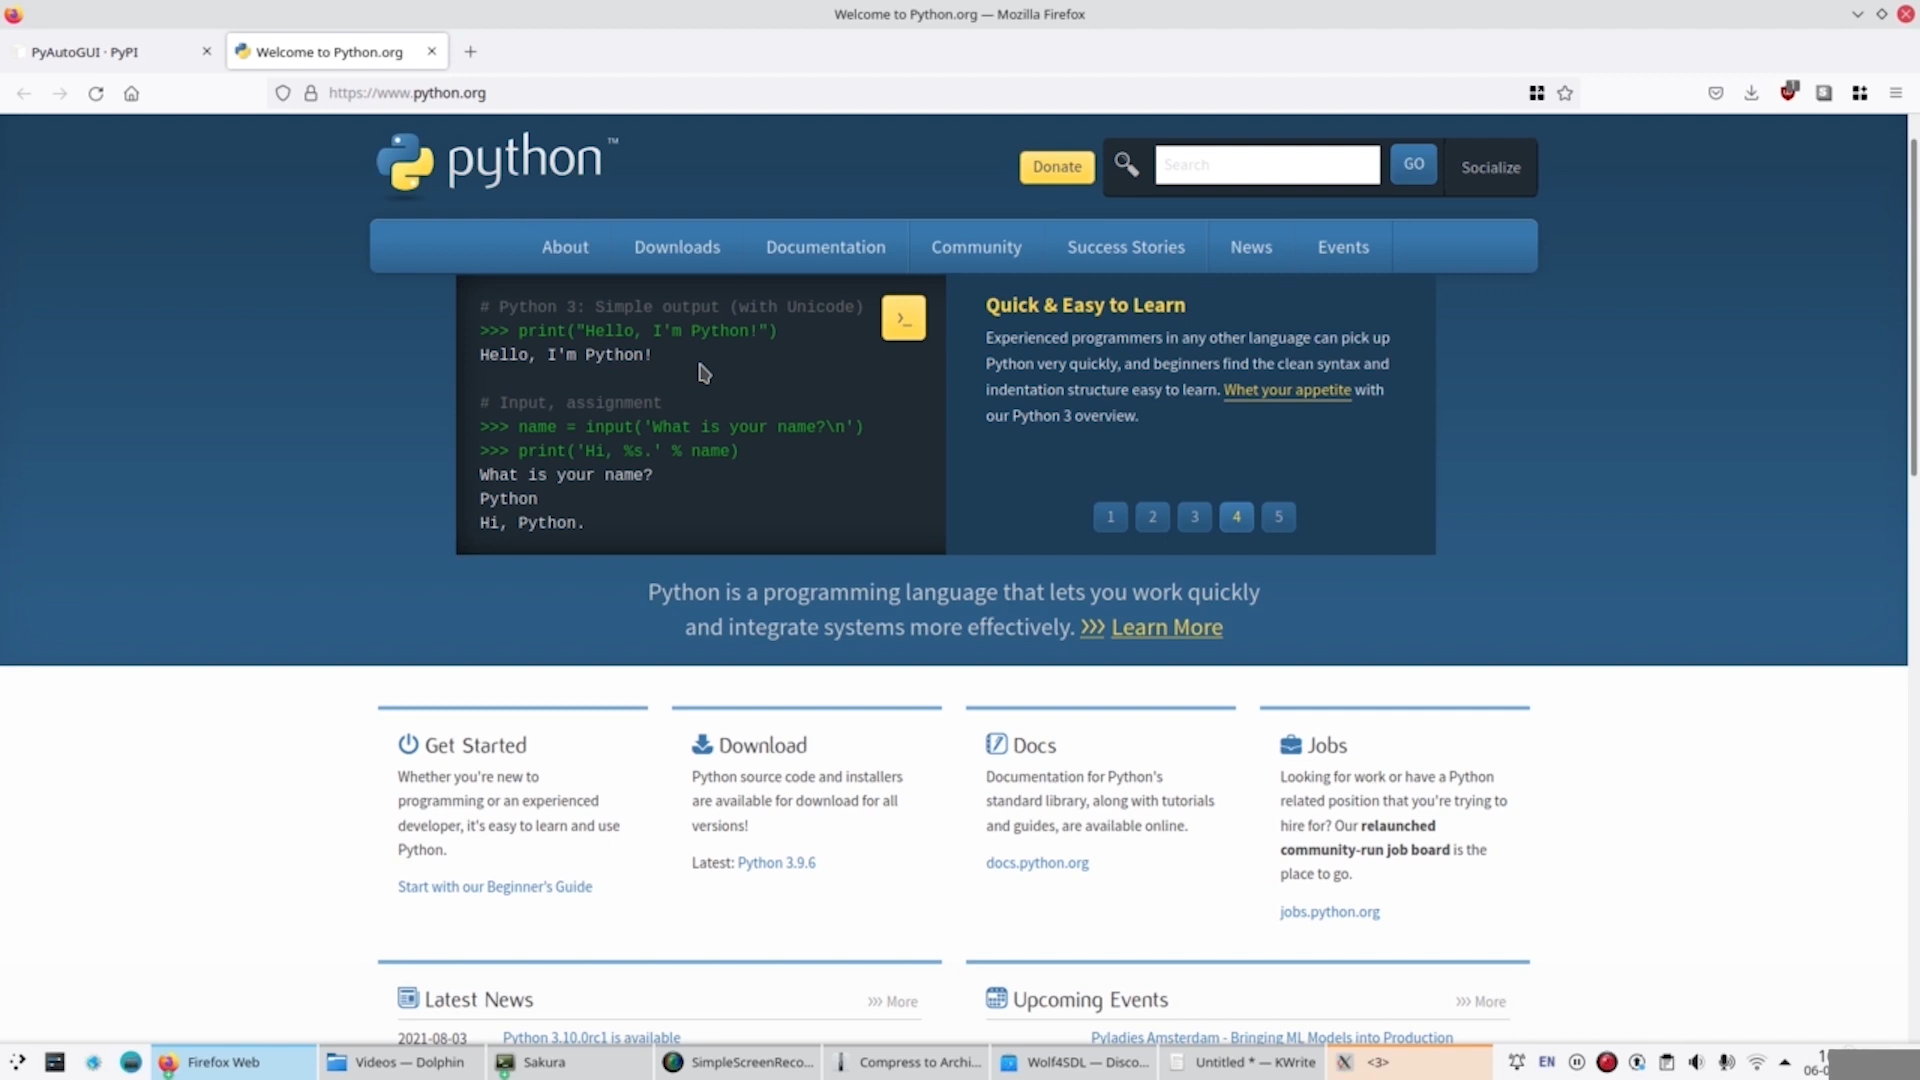 Welcome to Python.org — Mozilla Firefox
PyAutoGUI · PyPI
Welcome to Python.org
https://www.python.org
python™
Donate
Search
GO
Socialize
About
Downloads
Documentation
Community
Success Stories
News
Events
# Python 3: Simple output (with Unicode)
>>> print("Hello, I'm Python!")
Hello, I'm Python!
# Input, assignment
>>> name = input('What is your name?\n')
>>> print('Hi, %s.' % name)
What is your name?
Python
Hi, Python.
>_
Quick & Easy to Learn
Experienced programmers in any other language can pick up
Python very quickly, and beginners find the clean syntax and
indentation structure easy to learn. Whet your appetite with
our Python 3 overview.
1 2 3 4 5
Python is a programming language that lets you work quickly
and integrate systems more effectively. >>> Learn More
Get Started
Whether you're new to
programming or an experienced
developer, it's easy to learn and use
Python.
Start with our Beginner's Guide
Download
Python source code and installers
are available for download for all
versions!
Latest: Python 3.9.6
Docs
Documentation for Python's
standard library, along with tutorials
and guides, are available online.
docs.python.org
Jobs
Looking for work or have a Python
related position that you're trying to
hire for? Our relaunched
community-run job board is the
place to go.
jobs.python.org
Latest News
>>> More
2021-08-03 Python 3.10.0rc1 is available
Upcoming Events
>>> More
Pyladies Amsterdam - Bringing ML Models into Production
Firefox Web
Videos — Dolphin
Sakura
SimpleScreenReco...
Compress to Archi...
Wolf4SDL — Disco...
Untitled * — KWrite
<3>
EN